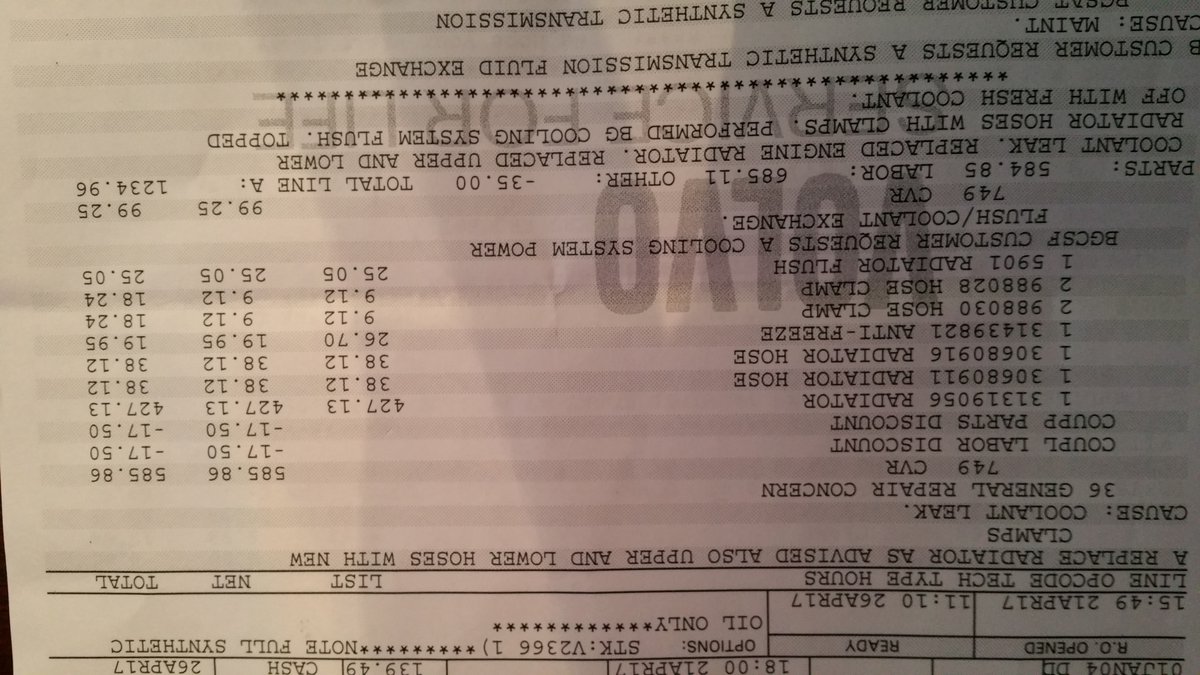 01JAN04 DD 18:00 21APR17 139.49 CASH 26APR17
R.O. OPENED READY OPTIONS: STK:V2366 1)**********NOTE FULL SYNTHETIC
OIL ONLY*************
15:49 21APR17 11:10 26APR17
LINE OPCODE TECH TYPE HOURS LIST NET TOTAL
A REPLACE RADIATOR AS ADVISED ALSO UPPER AND LOWER HOSES WITH NEW
CLAMPS
CAUSE: COOLANT LEAK.
36 GENERAL REPAIR CONCERN
749 CVR 585.86 585.86
COUPL LABOR DISCOUNT -17.50 -17.50
COUPP PARTS DISCOUNT -17.50 -17.50
1 31319056 RADIATOR 427.13 427.13 427.13
1 30680911 RADIATOR HOSE 38.12 38.12 38.12
1 30680916 RADIATOR HOSE 38.12 38.12 38.12
1 31439821 ANTI-FREEZE 26.70 19.95 19.95
2 988030 HOSE CLAMP 9.12 9.12 18.24
2 988028 HOSE CLAMP 9.12 9.12 18.24
1 5901 RADIATOR FLUSH 25.05 25.05 25.05
BGCSF CUSTOMER REQUESTS A COOLING SYSTEM POWER
FLUSH/COOLANT EXCHANGE.
749 CVR 99.25 99.25
PARTS: 584.85 LABOR: 685.11 OTHER: -35.00 TOTAL LINE A: 1234.96
COOLANT LEAK. REPLACED ENGINE RADIATOR. REPLACED UPPER AND LOWER
RADIATOR HOSES WITH CLAMPS. PERFORMED BG COOLING SYSTEM FLUSH. TOPPED
OFF WITH FRESH COOLANT.
*****************************************************
B CUSTOMER REQUESTS A SYNTHETIC TRANSMISSION FLUID EXCHANGE
CAUSE: MAINT.
BGSAT CUSTOMER REQUESTS A SYNTHETIC TRANSMISSION
VOLVO
SERVICE FOR LIFE